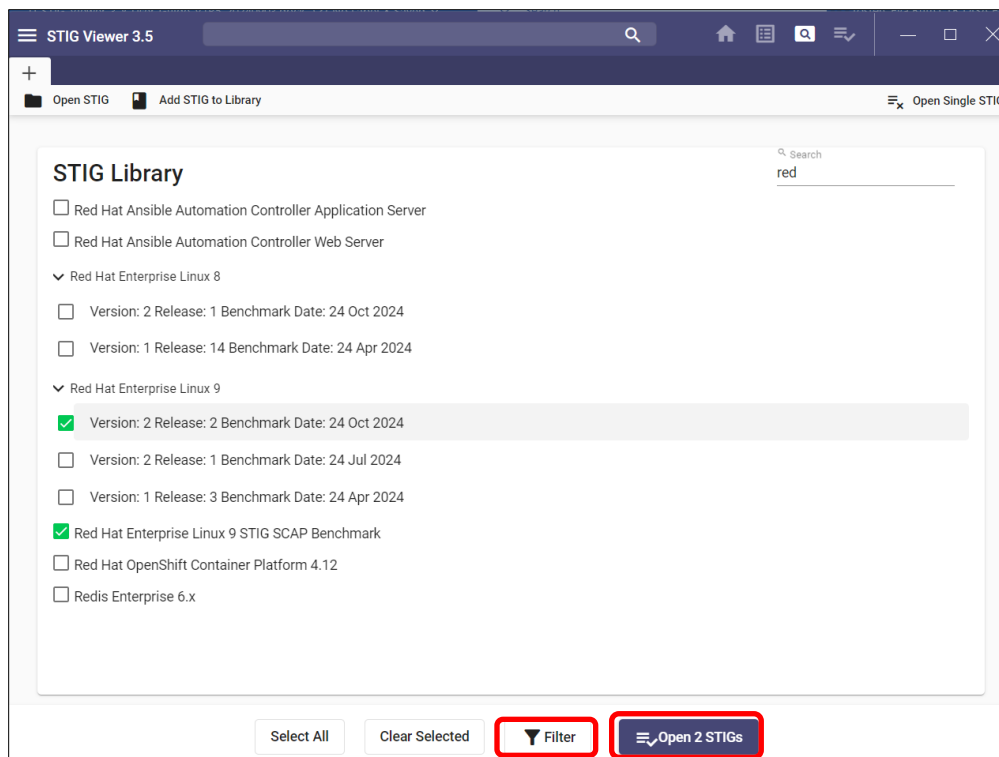 STIG Viewer 3.5
Open STIG
Add STIG to Library
Open Single STIG
STIG Library
Search
red
Red Hat Ansible Automation Controller Application Server
Red Hat Ansible Automation Controller Web Server
Red Hat Enterprise Linux 8
Version: 2 Release: 1 Benchmark Date: 24 Oct 2024
Version: 1 Release: 14 Benchmark Date: 24 Apr 2024
Red Hat Enterprise Linux 9
Version: 2 Release: 2 Benchmark Date: 24 Oct 2024
Version: 2 Release: 1 Benchmark Date: 24 Jul 2024
Version: 1 Release: 3 Benchmark Date: 24 Apr 2024
Red Hat Enterprise Linux 9 STIG SCAP Benchmark
Red Hat OpenShift Container Platform 4.12
Redis Enterprise 6.x
Select All
Clear Selected
Filter
Open 2 STIGs